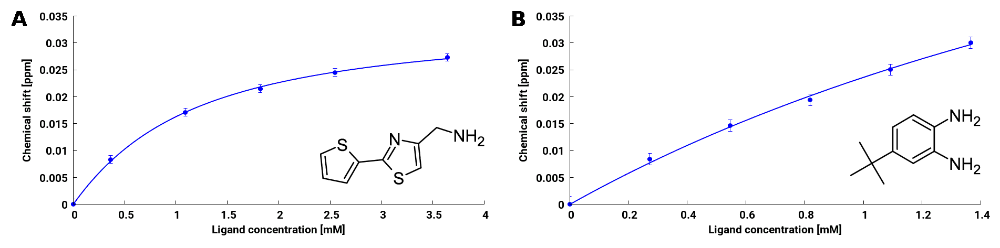 A
0.035
0.03
0.025
0.02
0.015
0.01
0.005
0
Chemical shift [ppm]
0 0.5 1 1.5 2 2.5 3 3.5 4
Ligand concentration [mM]
S
N
S
NH2
B
0.035
0.03
0.025
0.02
0.015
0.01
0.005
0
Chemical shift [ppm]
0 0.2 0.4 0.6 0.8 1 1.2 1.4
Ligand concentration [mM]
NH2
NH2